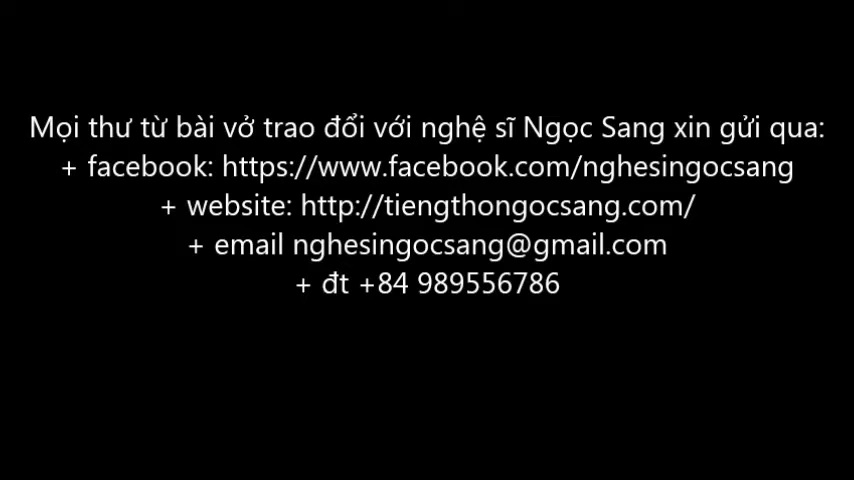 Mọi thư từ bài vở trao đổi với nghệ sĩ Ngọc Sang xin gửi qua:
+ facebook: https://www.facebook.com/nghesingocsang
+ website: http://tiengthongocsang.com/
+ email nghesingocsang@gmail.com
+ đt +84 989556786